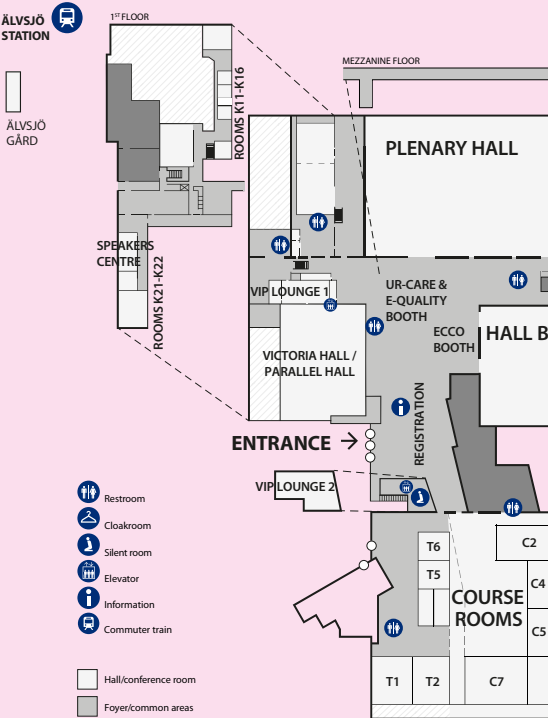 ÄLVSJÖ
STATION
ÄLVSJÖ
GÅRD
1ST FLOOR
ROOMS K11-K16
SPEAKERS
CENTRE
ROOMS K21-K22
MEZZANINE FLOOR
PLENARY HALL
VIP LOUNGE 1
UR-CARE &
E-QUALITY
BOOTH
ECCO
BOOTH
HALL B
VICTORIA HALL /
PARALLEL HALL
REGISTRATION
ENTRANCE
VIP LOUNGE 2
Restroom
Cloakroom
Silent room
Elevator
Information
Commuter train
Hall/conference room
Foyer/common areas
T6
T5
C2
C4
COURSE
ROOMS
C5
T1
T2
C7